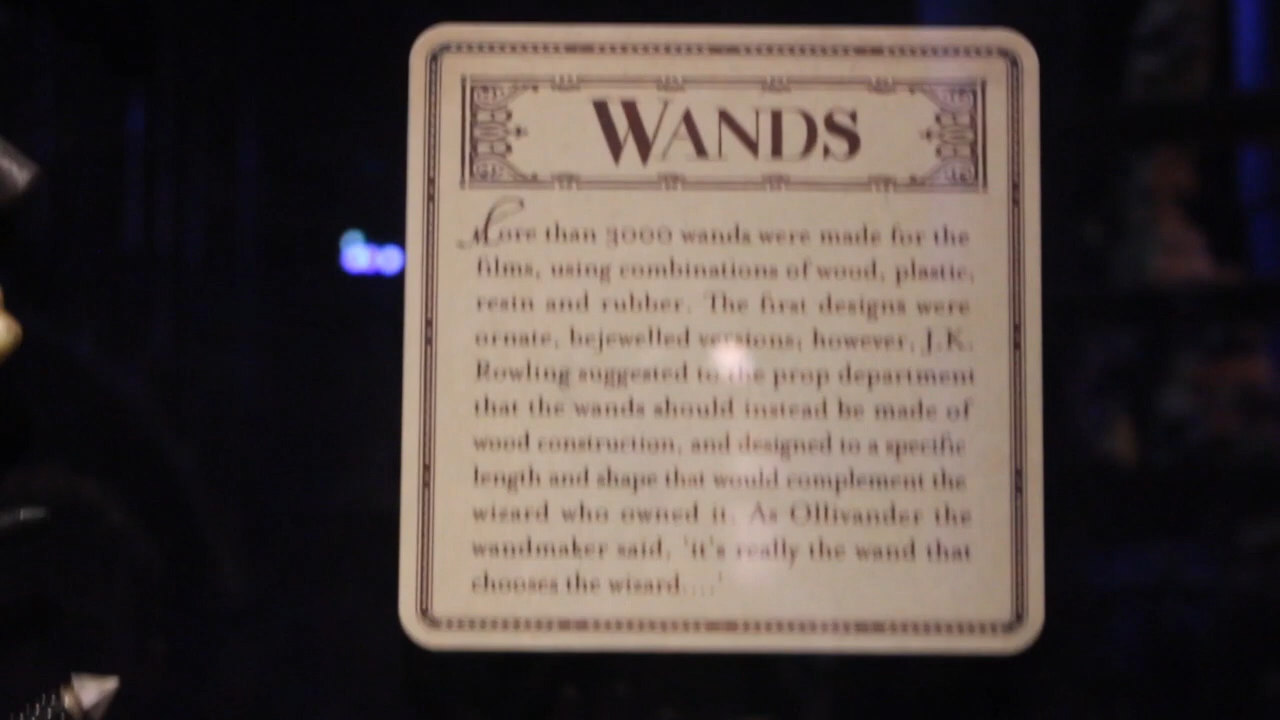 WANDS
More than 3000 wands were made for the
films, using combinations of wood, plastic,
resin and rubber. The first designs were
ornate, bejewelled versions; however, J.K.
Rowling suggested to the prop department
that the wands should instead be made of
wood construction, and designed to a specific
length and shape that would complement the
wizard who owned it. As Ollivander the
wandmaker said, 'it's really the wand that
chooses the wizard....'